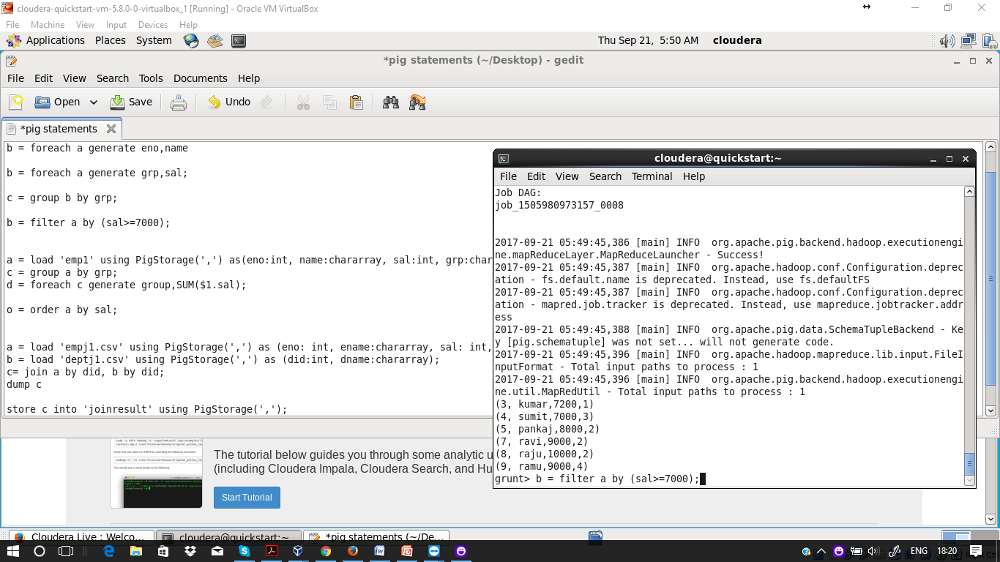 cloudera-quickstart-vm-5.8.0-0-virtualbox_1 [Running] - Oracle VM VirtualBox
File Machine View Input Devices Help
Applications Places System Thu Sep 21, 5:50 AM cloudera
*pig statements (~/Desktop) - gedit
File Edit View Search Tools Documents Help
Open Save Undo
*pig statements
b = foreach a generate eno,name
b = foreach a generate grp,sal;
c = group b by grp;
b = filter a by (sal>=7000);
a = load 'emp1' using PigStorage(',') as(eno:int, name:chararray, sal:int, grp:char
c = group a by grp;
d = foreach c generate group,SUM($1.sal);
o = order a by sal;
a = load 'empj1.csv' using PigStorage(',') as (eno: int, ename:chararray, sal: int,
b = load 'deptj1.csv' using PigStorage(',') as (did:int, dname:chararray);
c= join a by did, b by did;
dump c
store c into 'joinresult' using PigStorage(',');
cloudera@quickstart:~
File Edit View Search Terminal Help
Job DAG:
job_1505980973157_0008
2017-09-21 05:49:45,386 [main] INFO  org.apache.pig.backend.hadoop.executionengi
ne.mapReduceLayer.MapReduceLauncher - Success!
2017-09-21 05:49:45,387 [main] INFO  org.apache.hadoop.conf.Configuration.deprec
ation - fs.default.name is deprecated. Instead, use fs.defaultFS
2017-09-21 05:49:45,387 [main] INFO  org.apache.hadoop.conf.Configuration.deprec
ation - mapred.job.tracker is deprecated. Instead, use mapreduce.jobtracker.addr
ess
2017-09-21 05:49:45,388 [main] INFO  org.apache.pig.data.SchemaTupleBackend - Ke
y [pig.schematuple] was not set... will not generate code.
2017-09-21 05:49:45,396 [main] INFO  org.apache.hadoop.mapreduce.lib.input.FileI
nputFormat - Total input paths to process : 1
2017-09-21 05:49:45,396 [main] INFO  org.apache.pig.backend.hadoop.executionengi
ne.util.MapRedUtil - Total input paths to process : 1
(3, kumar,7200,1)
(4, sumit,7000,3)
(5, pankaj,8000,2)
(7, ravi,9000,2)
(8, raju,10000,2)
(9, ramu,9000,4)
grunt> b = filter a by (sal>=7000);
The tutorial below guides you through some analytic u
(including Cloudera Impala, Cloudera Search, and Hu
Start Tutorial
Cloudera Live : Welco... cloudera@quickstart:~ *pig statements (~/De...
ENG 18:20